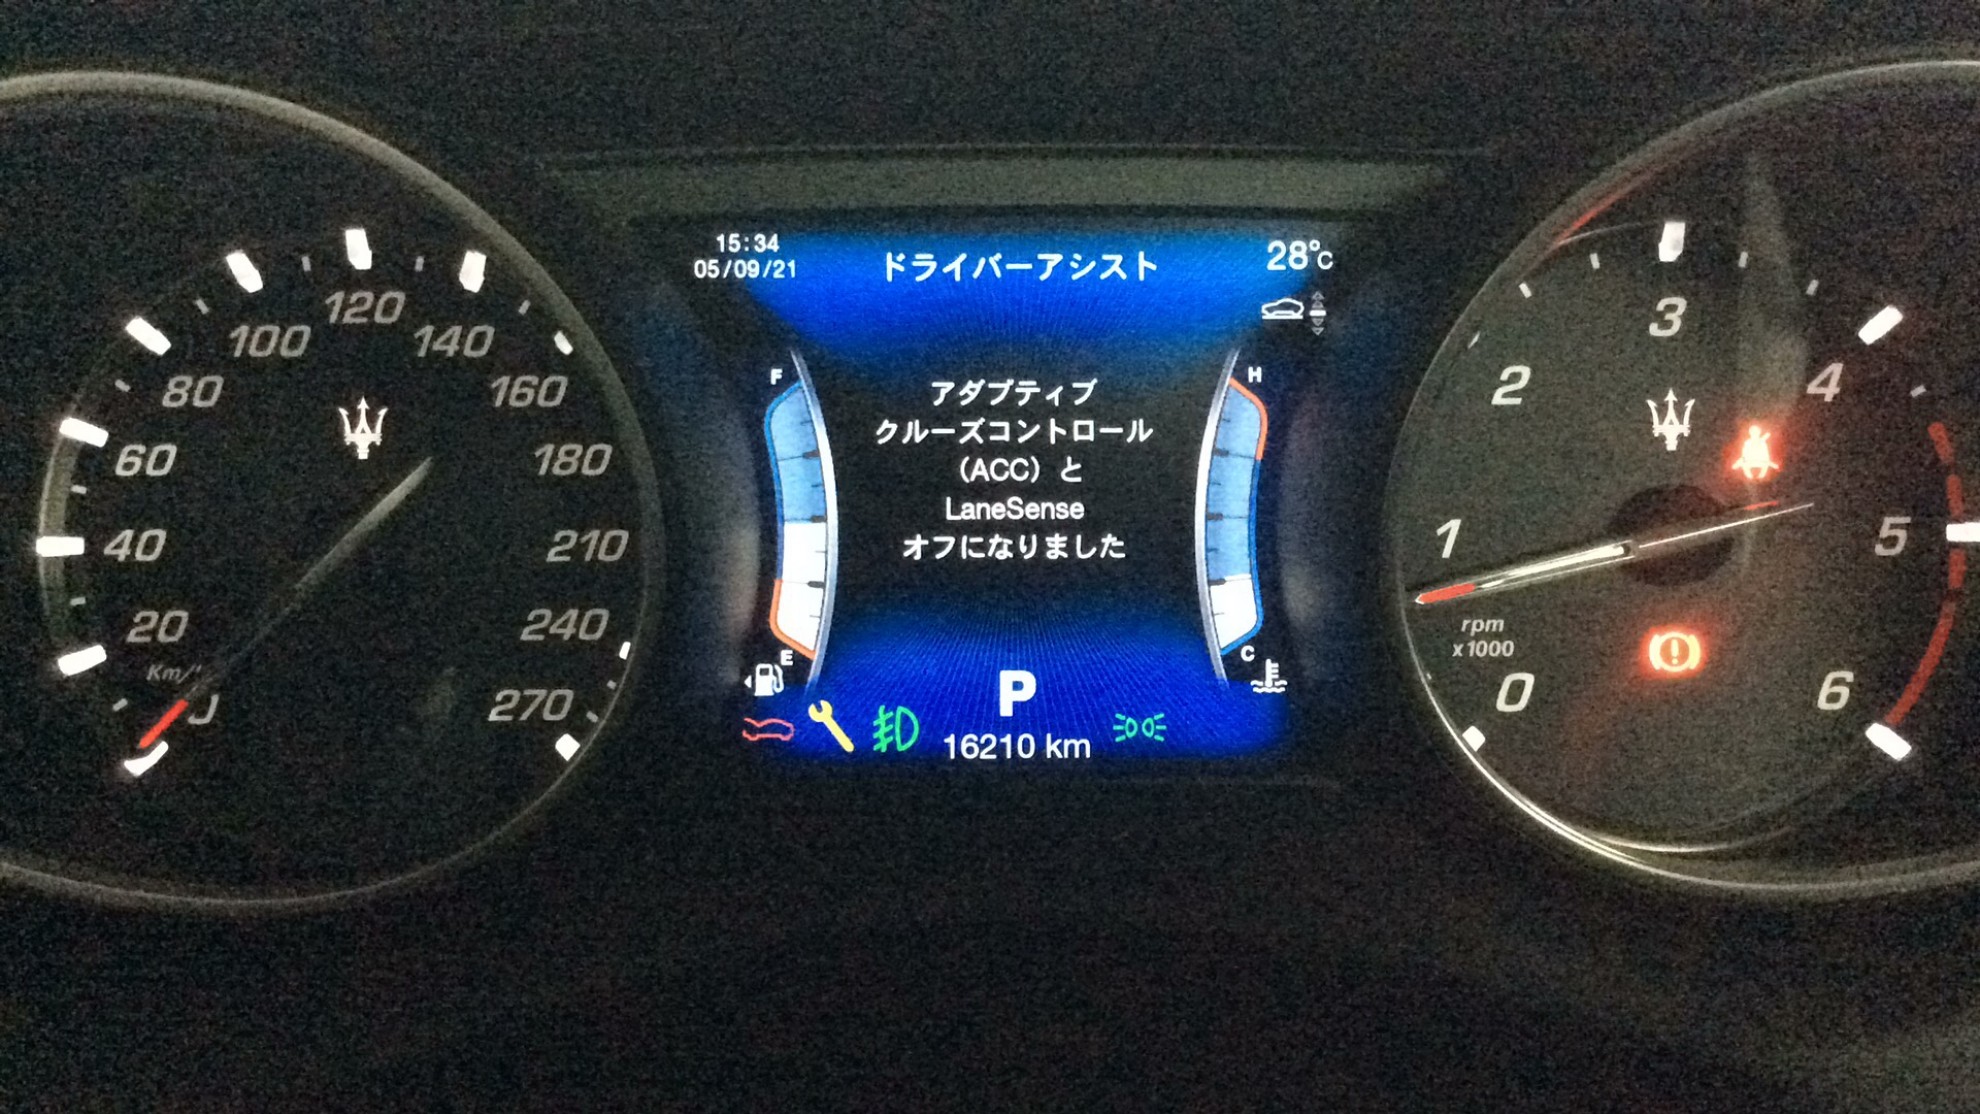 20
40
60
80
100
120
140
160
180
210
240
270
15:34
05/09/21
ドライバーアシスト
28°C
F
E
H
C
アダプティブ
クルーズコントロール
（ACC）と
LaneSense
オフになりました
P
16210 km
0
1
2
3
4
5
6
rpm
x1000